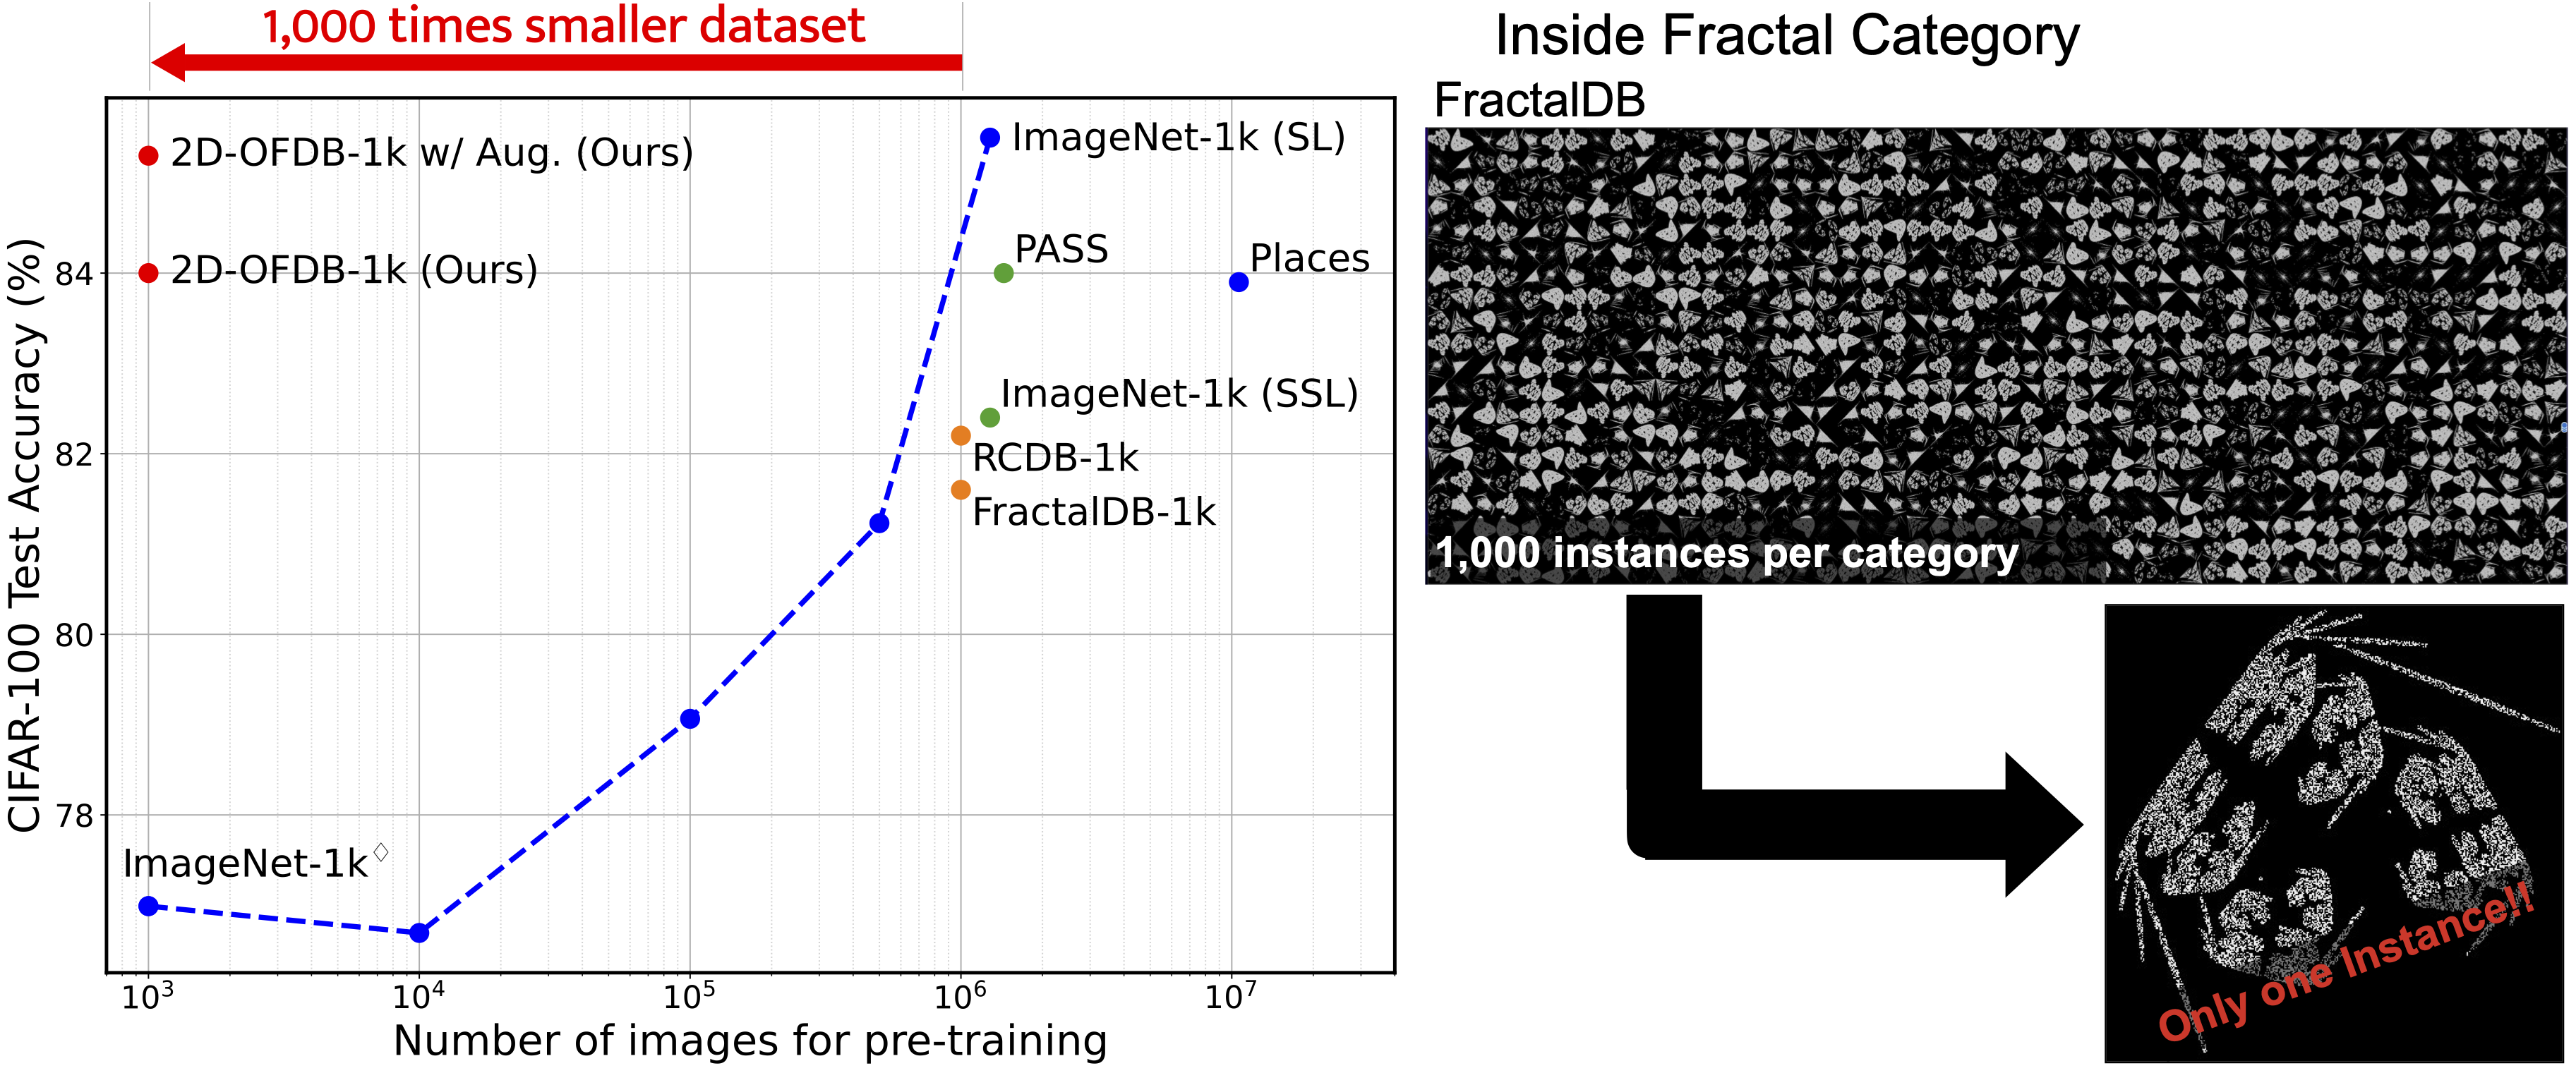 1,000 times smaller dataset
2D-OFDB-1k w/ Aug. (Ours)
2D-OFDB-1k (Ours)
ImageNet-1k (SL)
PASS
Places
ImageNet-1k (SSL)
RCDB-1k
FractalDB-1k
ImageNet-1k◇
CIFAR-100 Test Accuracy (%)
84
82
80
78
10³
10⁴
10⁵
10⁶
10⁷
Number of images for pre-training
Inside Fractal Category
FractalDB
1,000 instances per category
Only one Instance!!